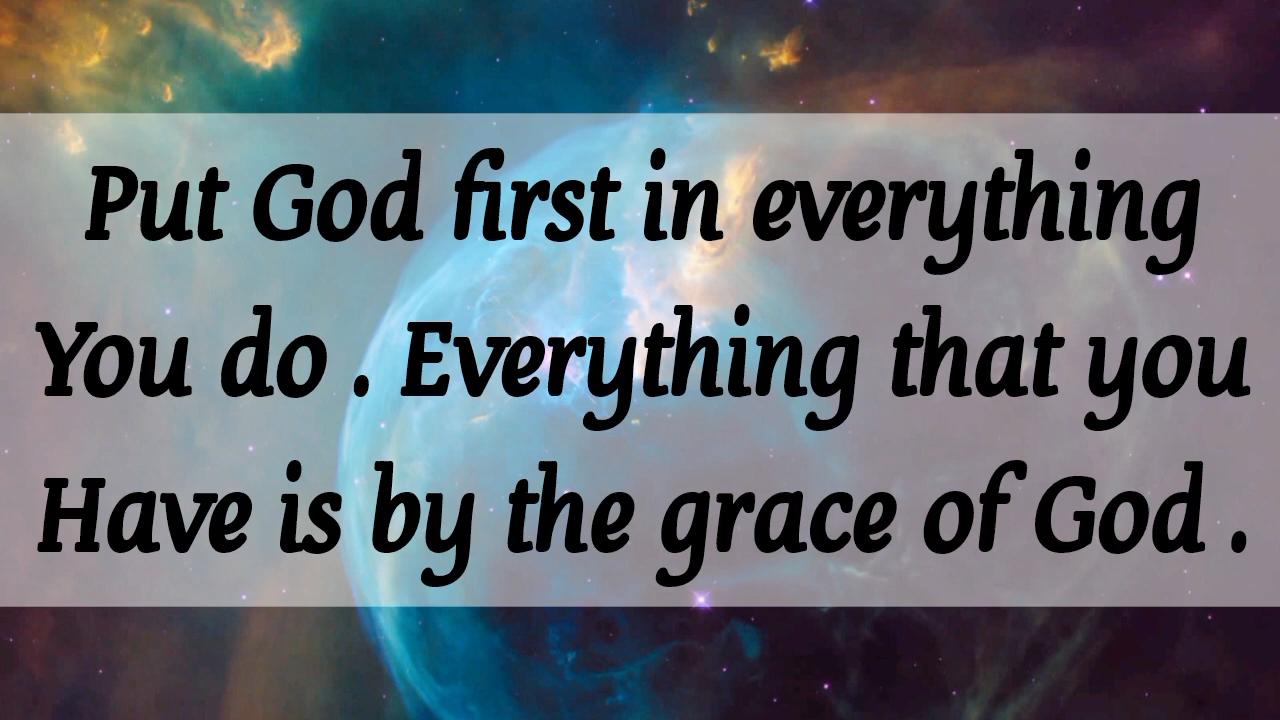 Put God first in everything
You do . Everything that you
Have is by the grace of God .